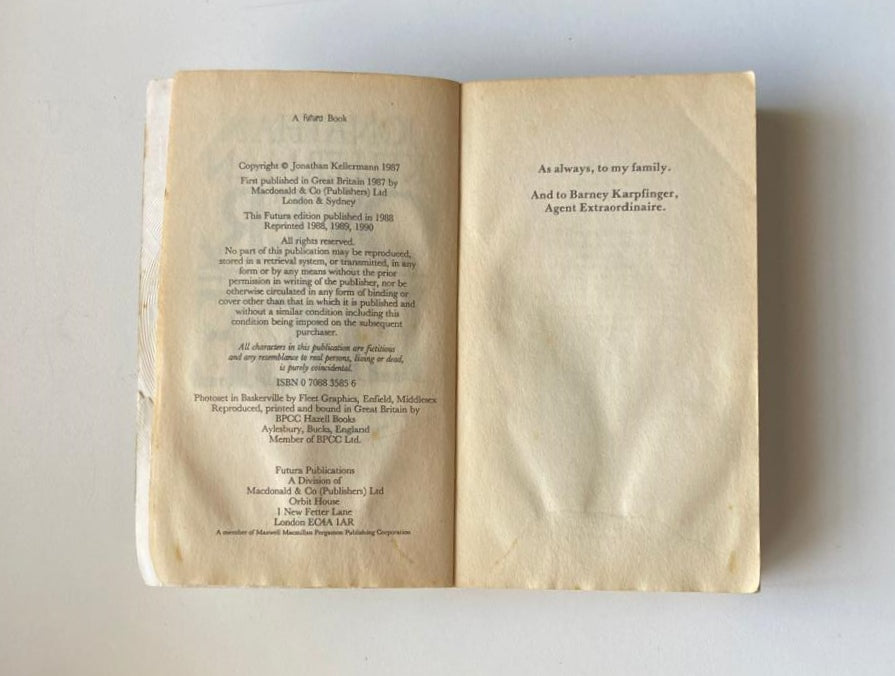 A Futura Book
Copyright © Jonathan Kellermann 1987
First published in Great Britain 1987 by
Macdonald & Co (Publishers) Ltd
London & Sydney
This Futura edition published in 1988
Reprinted 1988, 1989, 1990
All rights reserved.
No part of this publication may be reproduced,
stored in a retrieval system, or transmitted, in any
form or by any means without the prior
permission in writing of the publisher, nor be
otherwise circulated in any form of binding or
cover other than that in which it is published and
without a similar condition including this
condition being imposed on the subsequent
purchaser.
All characters in this publication are fictitious
and any resemblance to real persons, living or dead,
is purely coincidental.
ISBN 0 7088 3585 6
Photoset in Baskerville by Fleet Graphics, Enfield, Middlesex
Reproduced, printed and bound in Great Britain by
BPCC Hazell Books
Aylesbury, Bucks, England
Member of BPCC Ltd.
Futura Publications
A Division of
Macdonald & Co (Publishers) Ltd
Orbit House
1 New Fetter Lane
London EC4A 1AR
A member of Maxwell Macmillan Pergamon Publishing Corporation
As always, to my family.
And to Barney Karpfinger,
Agent Extraordinaire.